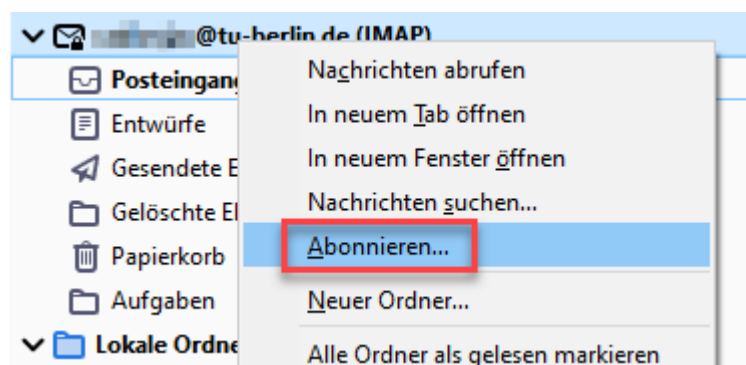 @tu-berlin.de (IMAP)
Posteingang
Entwürfe
Gesendete E
Gelöschte El
Papierkorb
Aufgaben
Lokale Ordne
Nachrichten abrufen
In neuem Tab öffnen
In neuem Fenster öffnen
Nachrichten suchen...
Abonnieren...
Neuer Ordner...
Alle Ordner als gelesen markieren